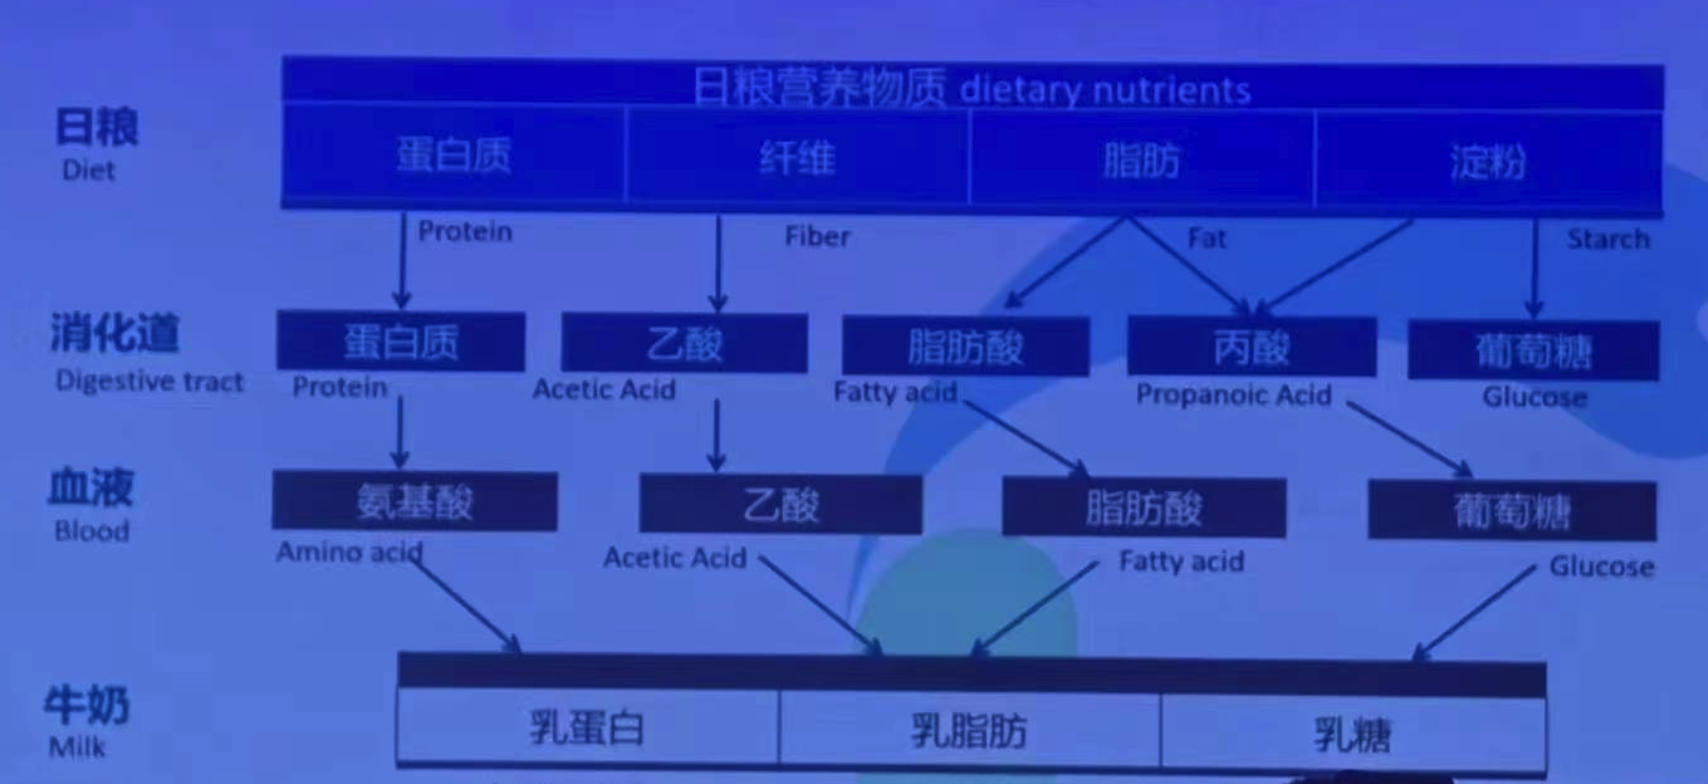 日粮营养物质 dietary nutrients
日粮
Diet
蛋白质 纤维 脂肪 淀粉
Protein Fiber Fat Starch
消化道
Digestive tract
蛋白质 乙酸 脂肪酸 丙酸 葡萄糖
Protein Acetic Acid Fatty acid Propanoic Acid Glucose
血液
Blood
氨基酸 乙酸 脂肪酸 葡萄糖
Amino acid Acetic Acid Fatty acid Glucose
牛奶
Milk
乳蛋白 乳脂肪 乳糖